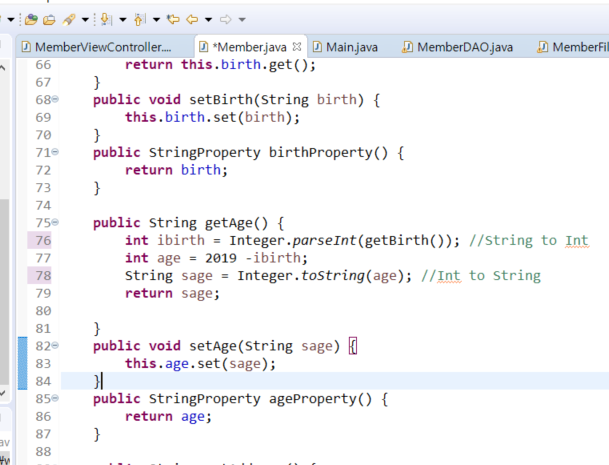 MemberViewController....
*Member.java
Main.java
MemberDAO.java
MemberFil
66 return this.birth.get();
67 }
68 public void setBirth(String birth) {
69 this.birth.set(birth);
70 }
71 public StringProperty birthProperty() {
72 return birth;
73 }
74
75 public String getAge() {
76 int ibirth = Integer.parseInt(getBirth()); //String to Int
77 int age = 2019 -ibirth;
78 String sage = Integer.toString(age); //Int to String
79 return sage;
80
81 }
82 public void setAge(String sage) {
83 this.age.set(sage);
84 }
85 public StringProperty ageProperty() {
86 return age;
87 }
88